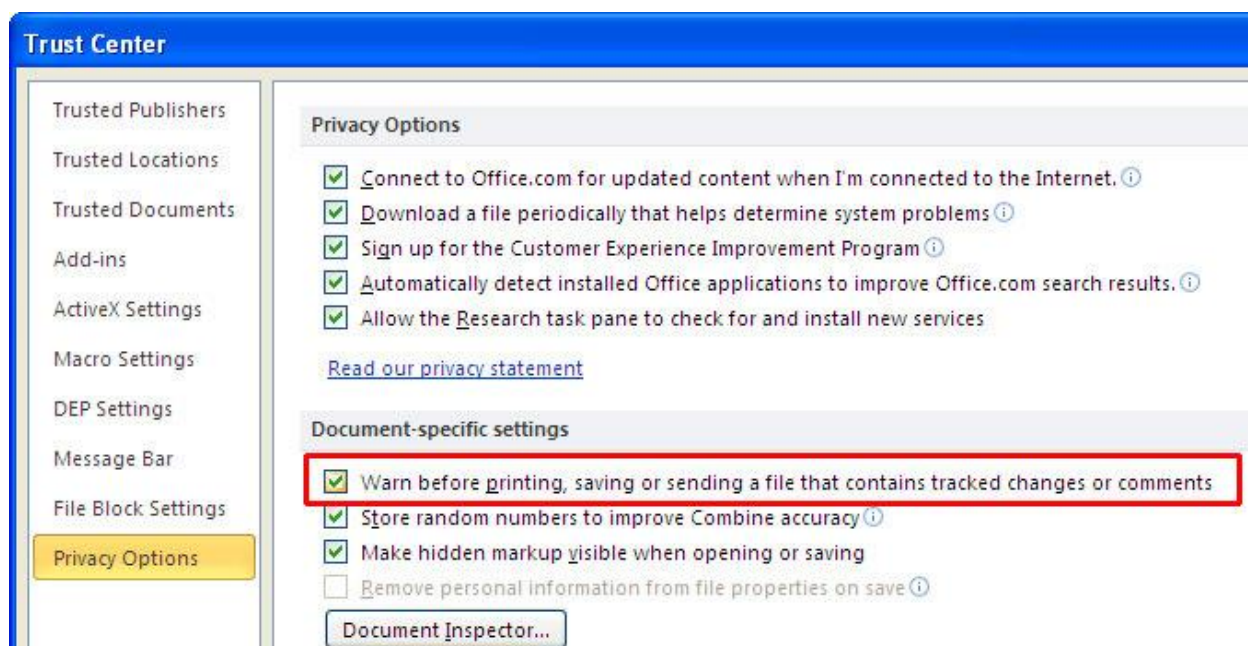 Trust Center
Trusted Publishers
Trusted Locations
Trusted Documents
Add-ins
ActiveX Settings
Macro Settings
DEP Settings
Message Bar
File Block Settings
Privacy Options
Privacy Options
Connect to Office.com for updated content when I'm connected to the Internet.
Download a file periodically that helps determine system problems
Sign up for the Customer Experience Improvement Program
Automatically detect installed Office applications to improve Office.com search results.
Allow the Research task pane to check for and install new services
Read our privacy statement
Document-specific settings
Warn before printing, saving or sending a file that contains tracked changes or comments
Store random numbers to improve Combine accuracy
Make hidden markup visible when opening or saving
Remove personal information from file properties on save
Document Inspector...